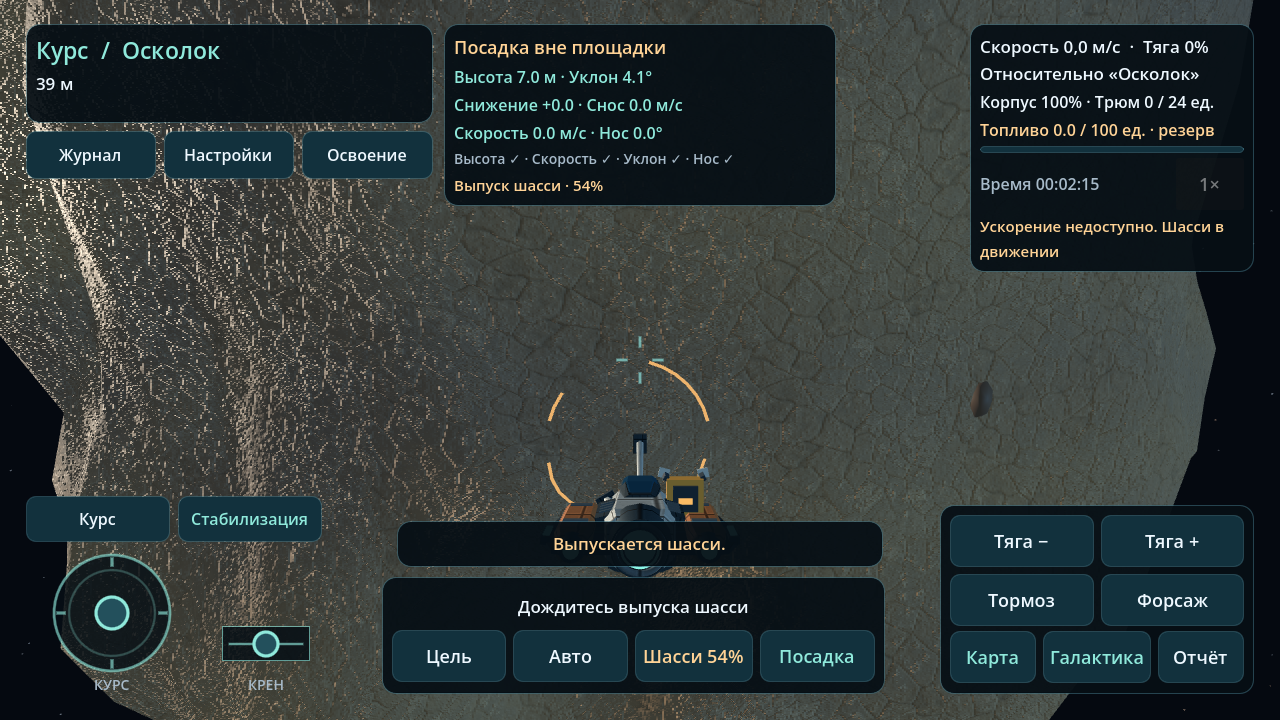 Курс / Осколок
39 м
Журнал
Настройки
Освоение
Посадка вне площадки
Высота 7.0 м · Уклон 4.1°
Снижение +0.0 · Снос 0.0 м/с
Скорость 0.0 м/с · Нос 0.0°
Высота ✓ · Скорость ✓ · Уклон ✓ · Нос ✓
Выпуск шасси · 54%
Скорость 0,0 м/с · Тяга 0%
Относительно «Осколок»
Корпус 100% · Трюм 0 / 24 ед.
Топливо 0.0 / 100 ед. · резерв
Время 00:02:15
1×
Ускорение недоступно. Шасси в
движении
Курс
Стабилизация
КУРС
КРЕН
Выпускается шасси.
Дождитесь выпуска шасси
Цель
Авто
Шасси 54%
Посадка
Тяга −
Тяга +
Тормоз
Форсаж
Карта
Галактика
Отчёт